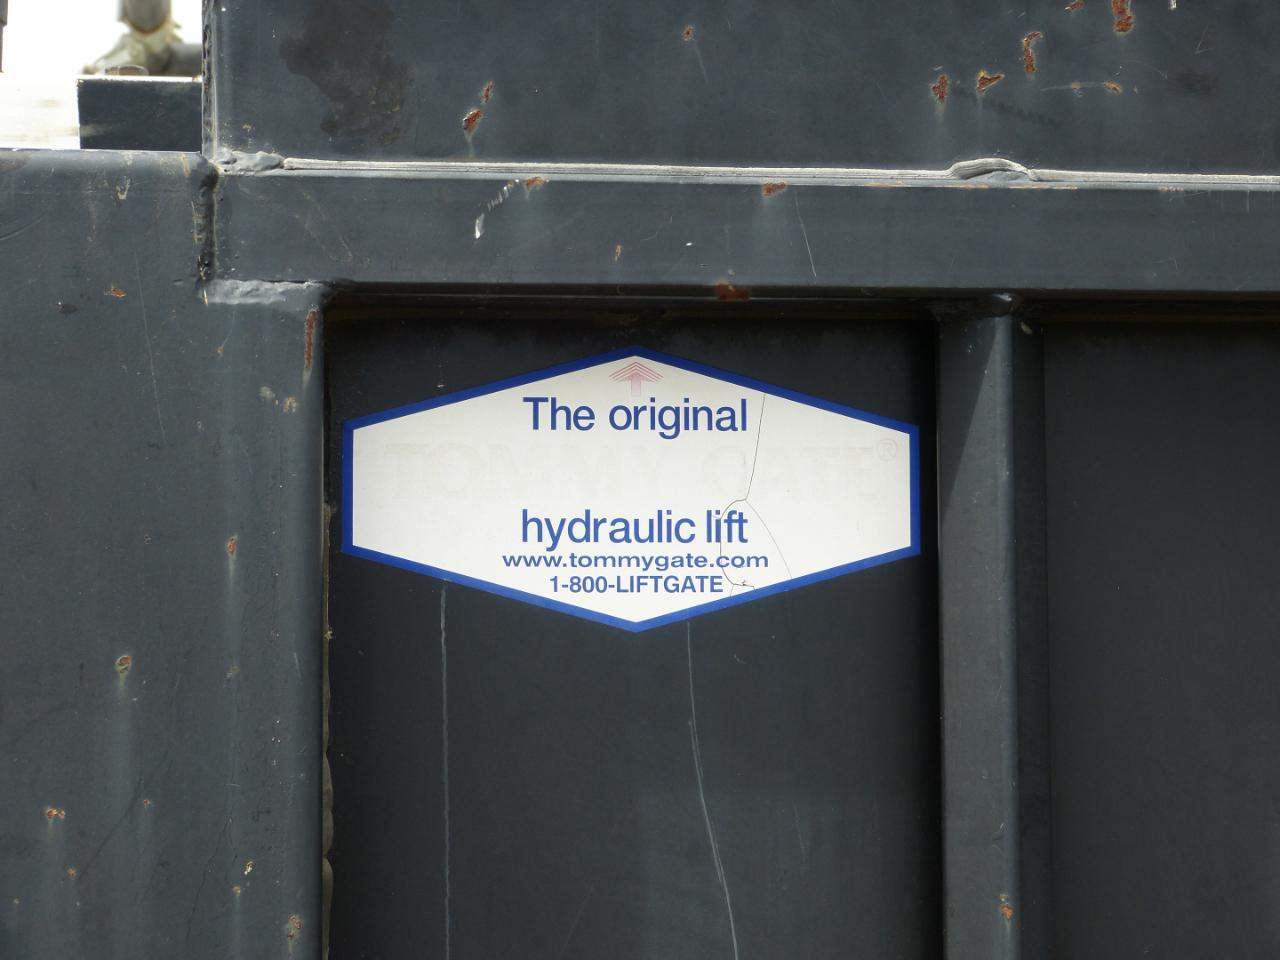 The original
TOMMY GATE®
hydraulic lift
www.tommygate.com
1-800-LIFTGATE